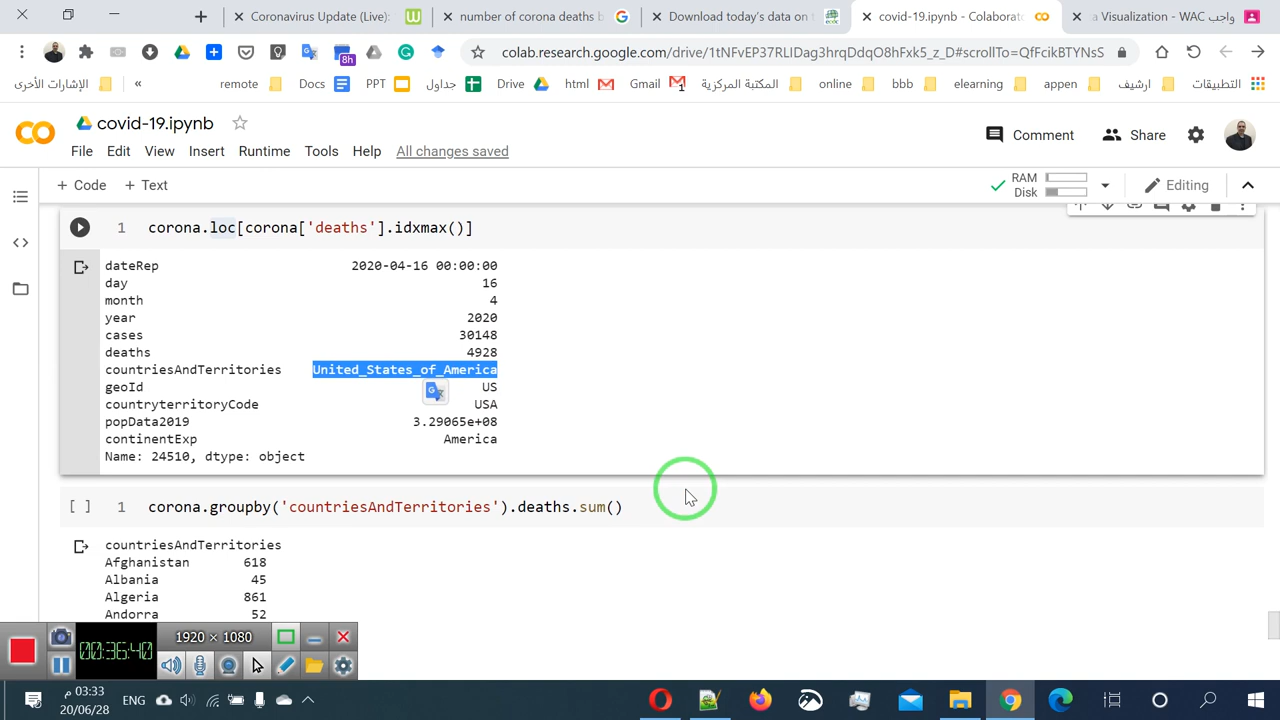 Coronavirus Update (Live):
number of corona deaths b
Download today's data on t
covid-19.ipynb - Colaborato
a Visualization - WAC واجب
8h
colab.research.google.com/drive/1tNFvEP37RLIDag3hrqDdqO8hFxk5_z_D#scrollTo=QfFcikBTYNsS
الإشارات الأخرى
«
remote
Docs
PPT
جداول
Drive
html
Gmail
المكتبة المركزية
online
bbb
elearning
appen
ارشيف
التطبيقات
covid-19.ipynb
File Edit View Insert Runtime Tools Help All changes saved
Comment
Share
+ Code + Text
RAM
Disk
Editing
1 corona.loc[corona['deaths'].idxmax()]
dateRep 2020-04-16 00:00:00
day 16
month 4
year 2020
cases 30148
deaths 4928
countriesAndTerritories United_States_of_America
geoId US
countryterritoryCode USA
popData2019 3.29065e+08
continentExp America
Name: 24510, dtype: object
[ ] 1 corona.groupby('countriesAndTerritories').deaths.sum()
countriesAndTerritories
Afghanistan 618
Albania 45
Algeria 861
Andorra 52
00:36:40
1920 × 1080
03:33 م
20/06/28
ENG